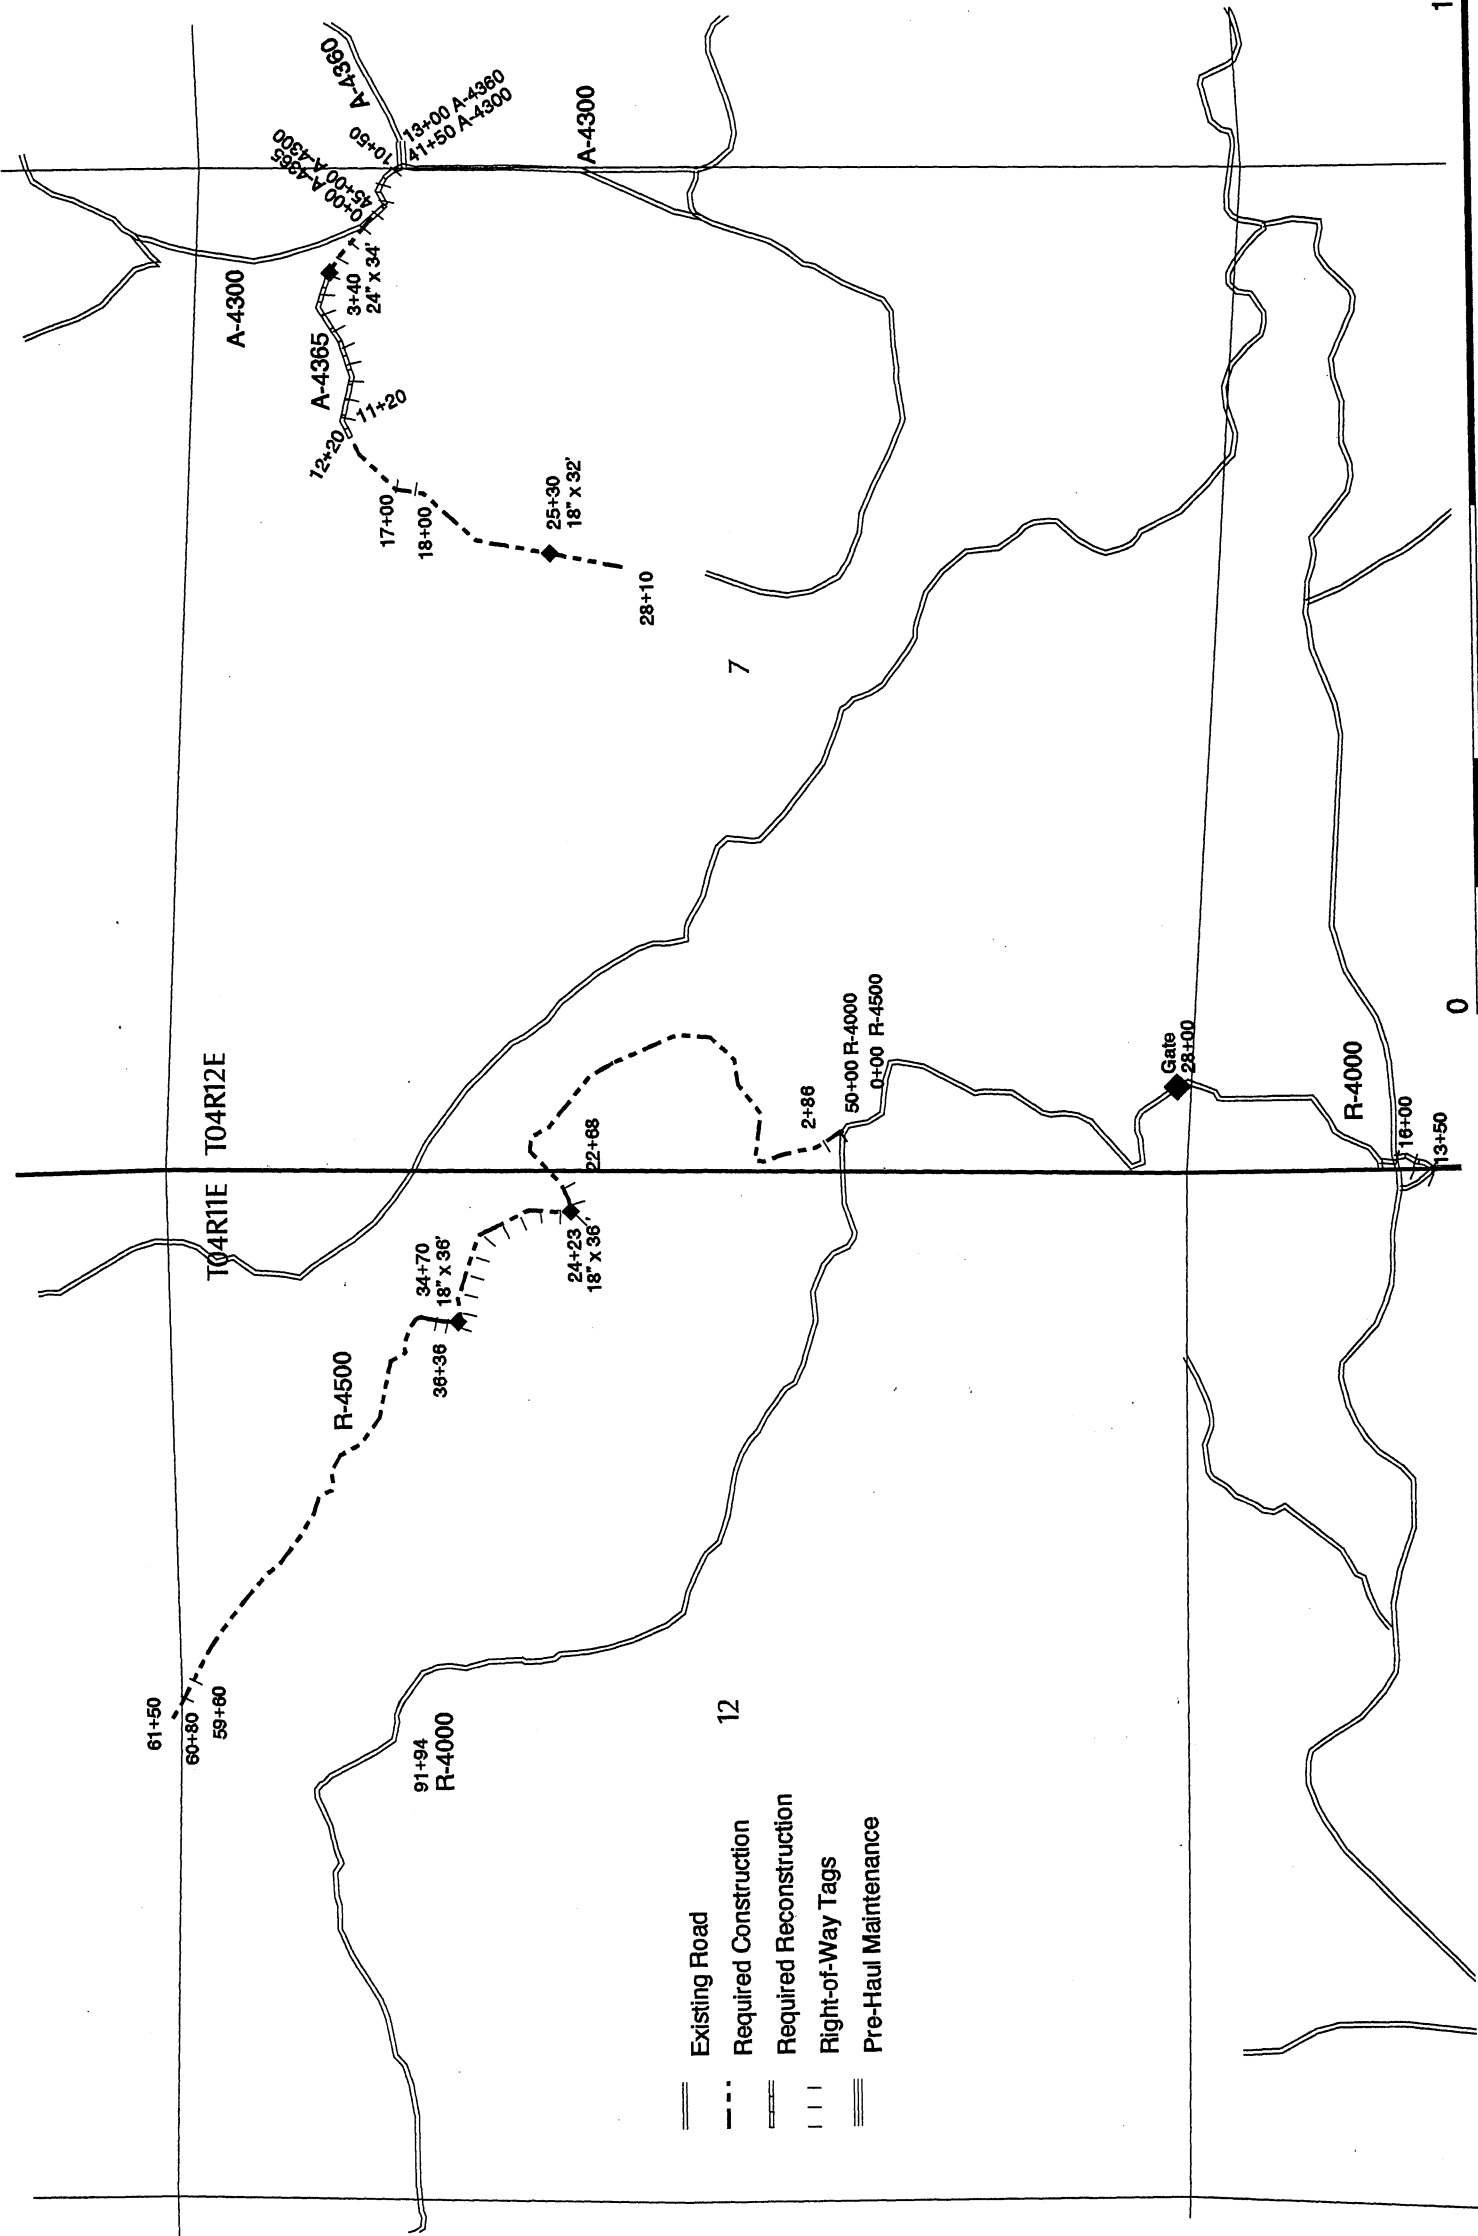 A-4360
13+00 A-4360
41+50 A-4300
10+50
0+00 A-4365
45+00 A-4300
A-4300
A-4300
3+40
24" x 34'
A-4365
11+20
12+20
17+00
18+00
25+30
18" x 32'
28+10
7
T04R12E
T04R11E
50+00 R-4000
0+00 R-4500
2+86
22+68
24+23
18" x 36'
34+70
18" x 36'
36+36
R-4500
61+50
60+80
59+60
91+94
R-4000
12
Gate
28+00
R-4000
16+00
13+50
0
1
Existing Road
Required Construction
Required Reconstruction
Right-of-Way Tags
Pre-Haul Maintenance